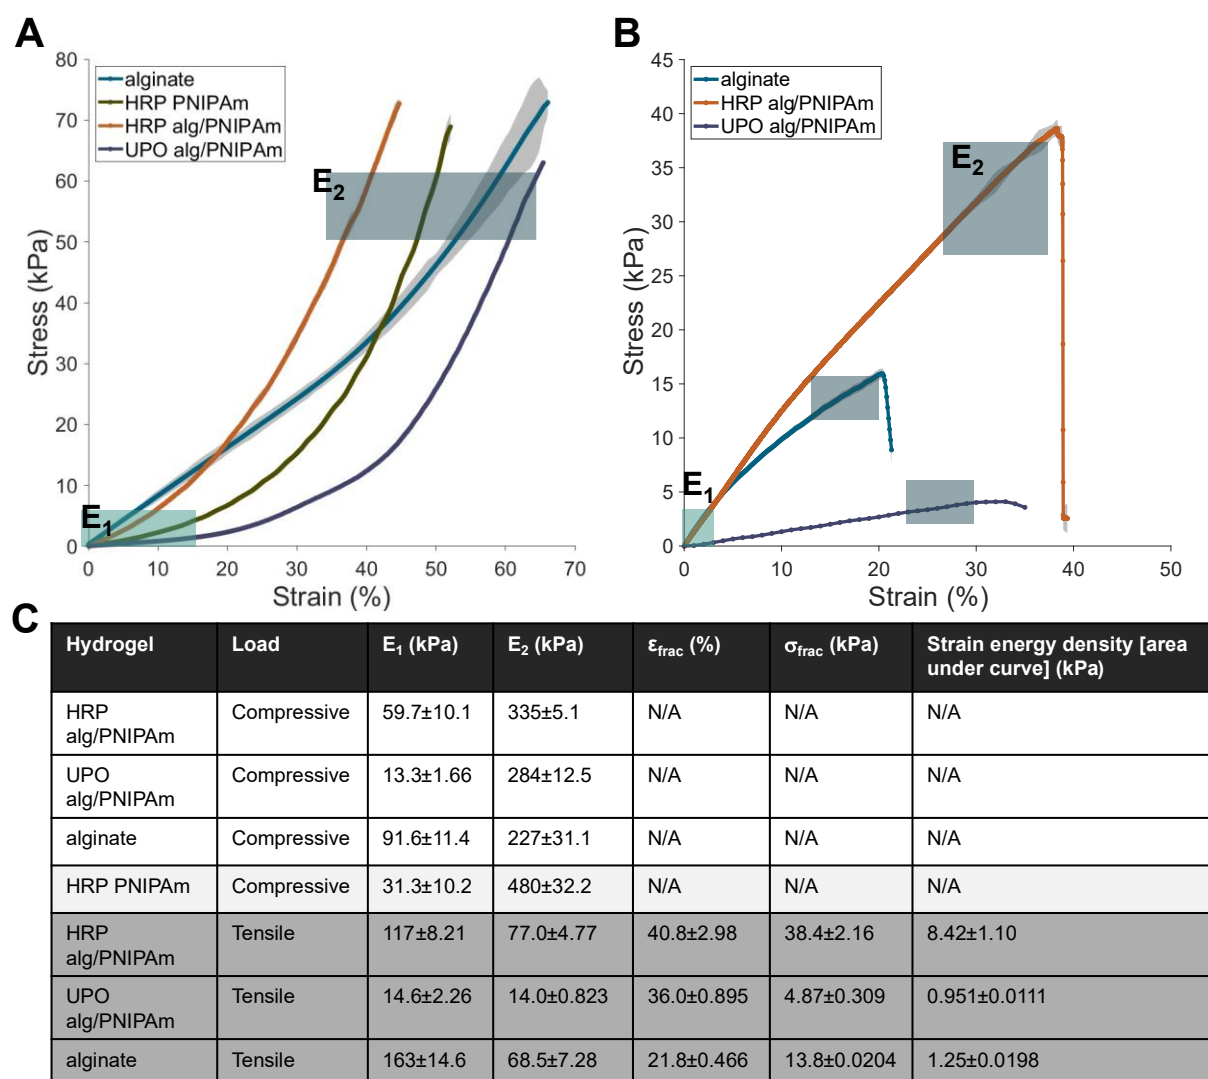 A
80
70
60
50
40
30
20
10
0
Stress (kPa)
alginate
HRP PNIPAm
HRP alg/PNIPAm
UPO alg/PNIPAm
E₂
E₁
0 10 20 30 40 50 60 70
Strain (%)
B
45
40
35
30
25
20
15
10
5
0
Stress (kPa)
alginate
HRP alg/PNIPAm
UPO alg/PNIPAm
E₂
E₁
0 10 20 30 40 50
Strain (%)
C
Hydrogel Load E₁ (kPa) E₂ (kPa) εfrac (%) σfrac (kPa) Strain energy density [area
under curve] (kPa)
HRP Compressive 59.7±10.1 335±5.1 N/A N/A N/A
alg/PNIPAm
UPO Compressive 13.3±1.66 284±12.5 N/A N/A N/A
alg/PNIPAm
alginate Compressive 91.6±11.4 227±31.1 N/A N/A N/A
HRP PNIPAm Compressive 31.3±10.2 480±32.2 N/A N/A N/A
HRP Tensile 117±8.21 77.0±4.77 40.8±2.98 38.4±2.16 8.42±1.10
alg/PNIPAm
UPO Tensile 14.6±2.26 14.0±0.823 36.0±0.895 4.87±0.309 0.951±0.0111
alg/PNIPAm
alginate Tensile 163±14.6 68.5±7.28 21.8±0.466 13.8±0.0204 1.25±0.0198